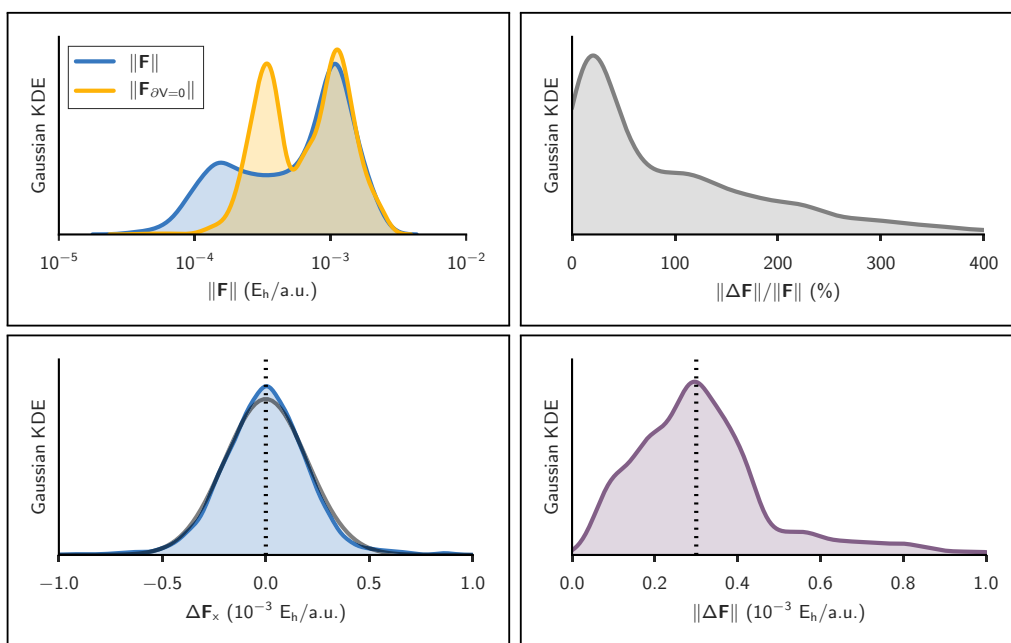 Gaussian KDE
‖F‖
‖F∂V=0‖
10⁻⁵ 10⁻⁴ 10⁻³ 10⁻²
‖F‖ (Eₕ/a.u.)
Gaussian KDE
0 100 200 300 400
‖ΔF‖/‖F‖ (%)
Gaussian KDE
−1.0 −0.5 0.0 0.5 1.0
ΔFₓ (10⁻³ Eₕ/a.u.)
Gaussian KDE
0.0 0.2 0.4 0.6 0.8 1.0
‖ΔF‖ (10⁻³ Eₕ/a.u.)